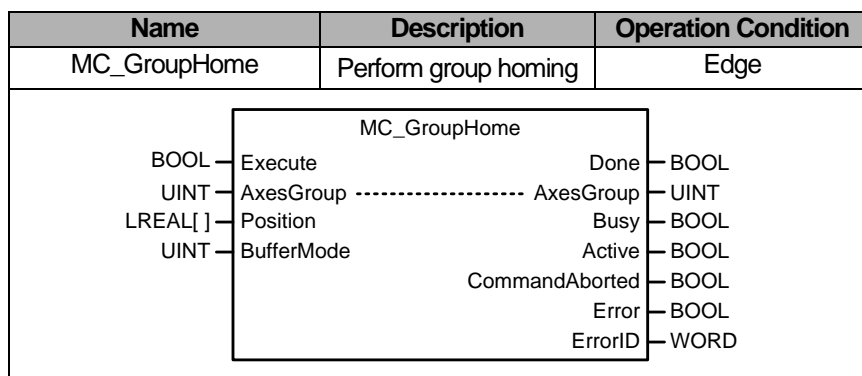 Name Description Operation Condition
MC_GroupHome Perform group homing Edge
MC_GroupHome
BOOL Execute Done BOOL
UINT AxesGroup AxesGroup UINT
LREAL[ ] Position Busy BOOL
UINT BufferMode Active BOOL
CommandAborted BOOL
Error BOOL
ErrorID WORD